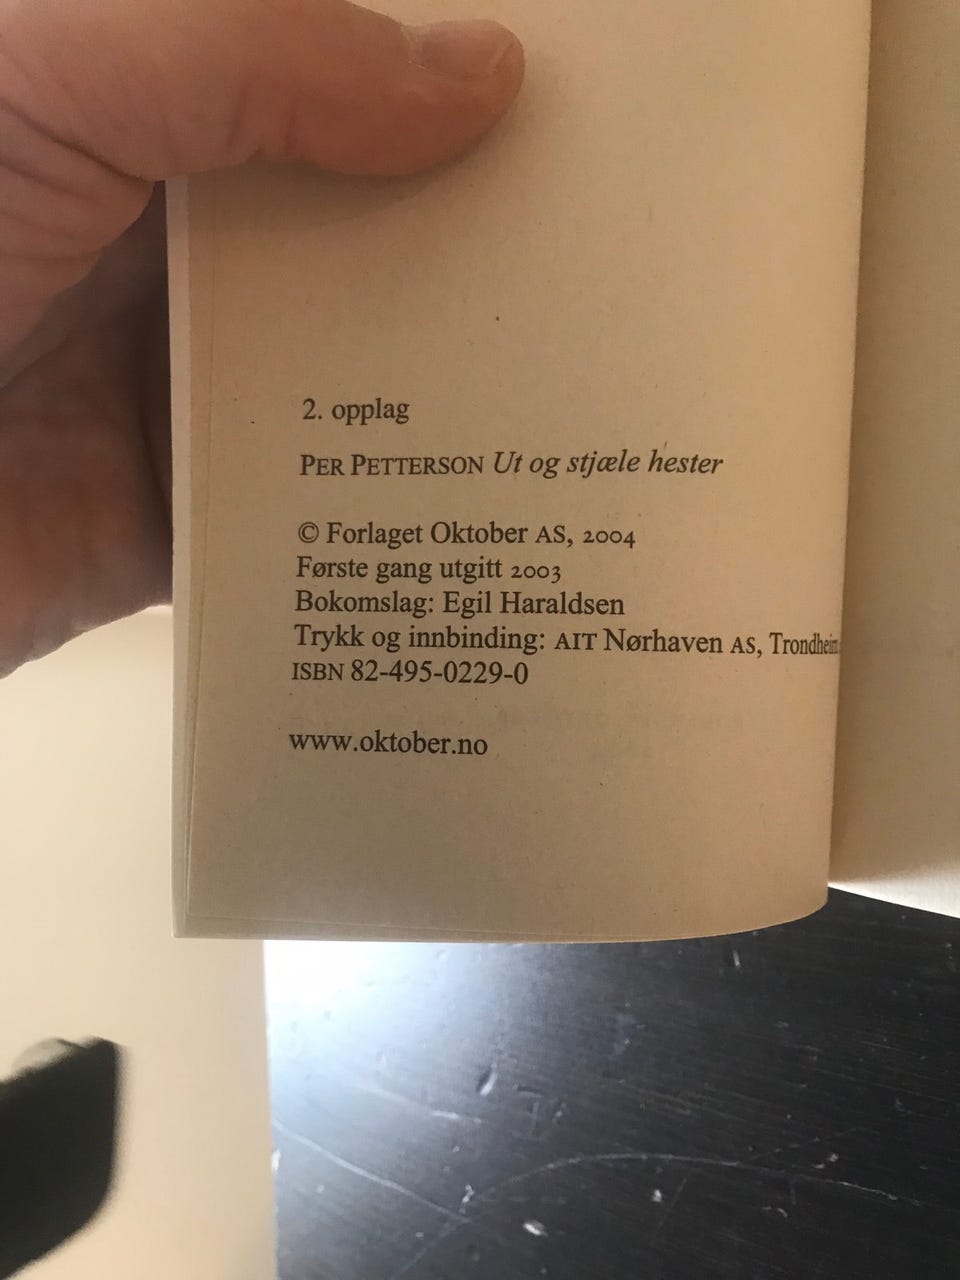 2. opplag
PER PETTERSON Ut og stjæle hester
© Forlaget Oktober AS, 2004
Første gang utgitt 2003
Bokomslag: Egil Haraldsen
Trykk og innbinding: AIT Nørhaven AS, Trondheim
ISBN 82-495-0229-0
www.oktober.no